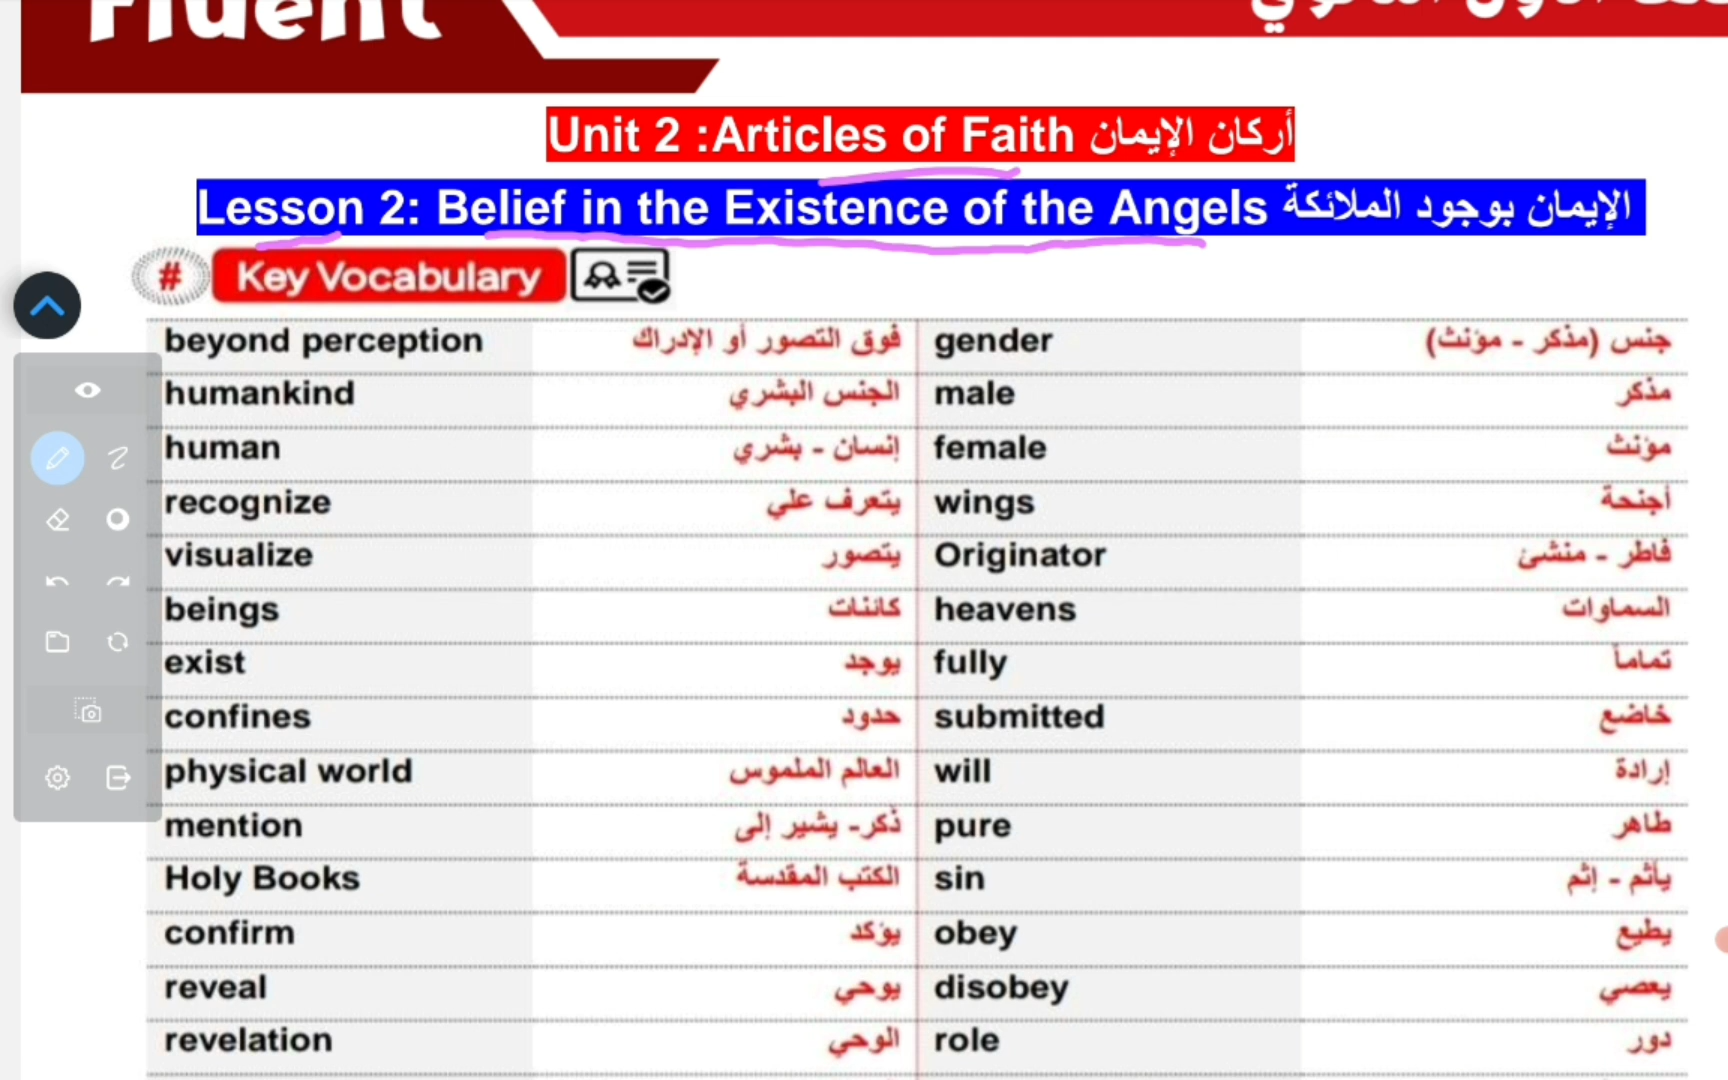 Fluent
Unit 2 :Articles of Faith أركان الإيمان
Lesson 2: Belief in the Existence of the Angels الإيمان بوجود الملائكة
# Key Vocabulary
beyond perception فوق التصور أو الإدراك gender جنس (مذكر - مؤنث)
humankind الجنس البشري male مذكر
human إنسان - بشري female مؤنث
recognize يتعرف علي wings أجنحة
visualize يتصور Originator فاطر - منشئ
beings كائنات heavens السماوات
exist يوجد fully تماماً
confines حدود submitted خاضع
physical world العالم الملموس will إرادة
mention ذكر- يشير إلى pure طاهر
Holy Books الكتب المقدسة sin يأثم - إثم
confirm يؤكد obey يطيع
reveal يوحي disobey يعصي
revelation الوحي role دور